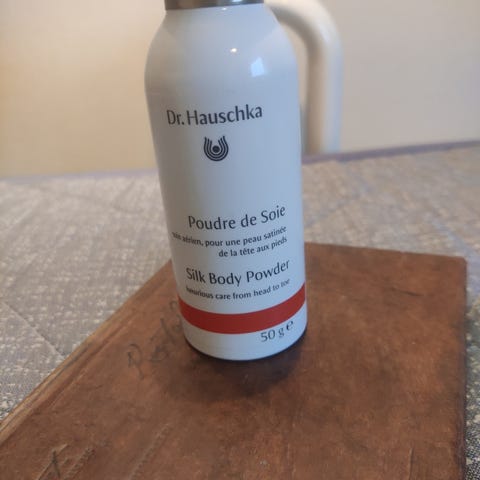 Dr. Hauschka
Poudre de Soie
soin aérien, pour une peau satinée
de la tête aux pieds
Silk Body Powder
luxurious care from head to toe
50 g e